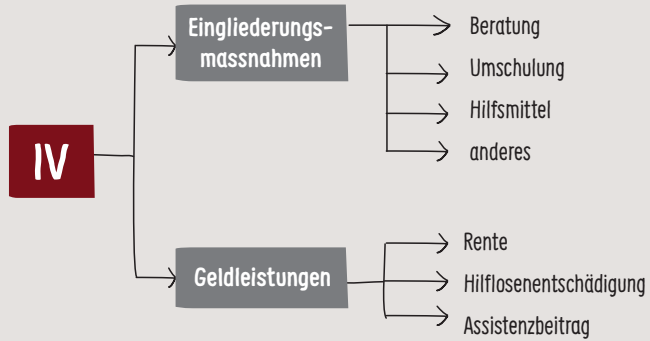 IV
Eingliederungs-
massnahmen
Beratung
Umschulung
Hilfsmittel
anderes
Geldleistungen
Rente
Hilflosenentschädigung
Assistenzbeitrag